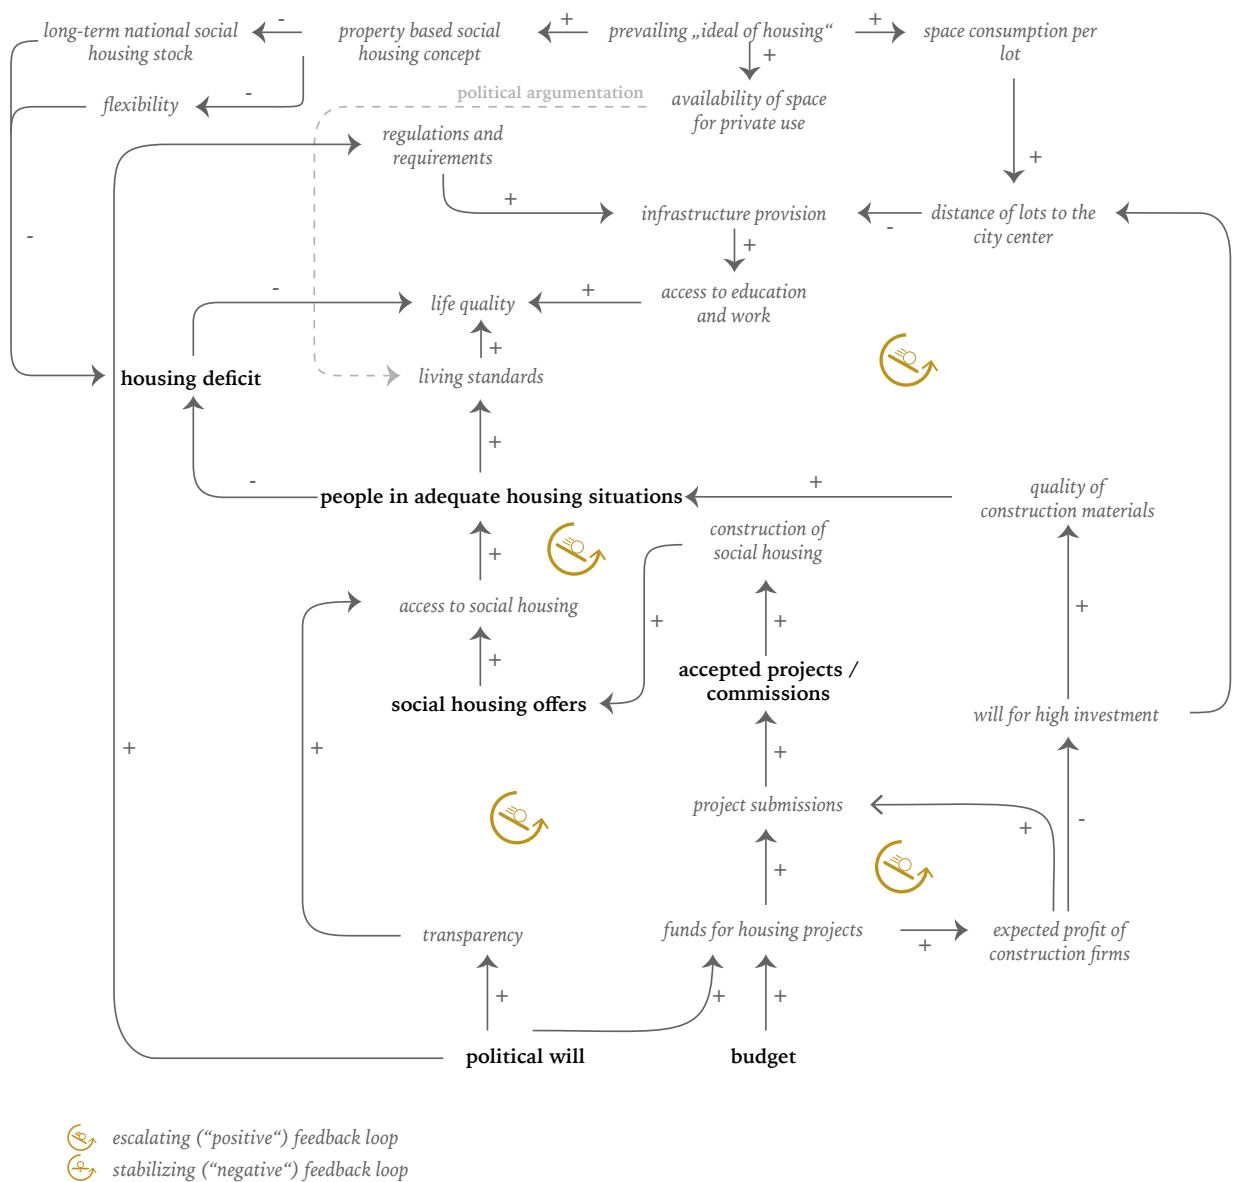 long-term national social
housing stock
-
property based social
housing concept
+
prevailing „ideal of housing“
+
space consumption per
lot
+
flexibility
-
political argumentation
availability of space
for private use
regulations and
requirements
+
+
infrastructure provision
-
distance of lots to the
city center
-
+
-
life quality
+
access to education
and work
+
housing deficit
living standards
+
-
people in adequate housing situations
+
quality of
construction materials
construction of
social housing
+
access to social housing
+
+
+
+
social housing offers
accepted projects /
commissions
will for high investment
+
+
+
project submissions
+
-
+
transparency
funds for housing projects
+
expected profit of
construction firms
+
+
+
political will
budget
escalating (“positive“) feedback loop
stabilizing (“negative“) feedback loop